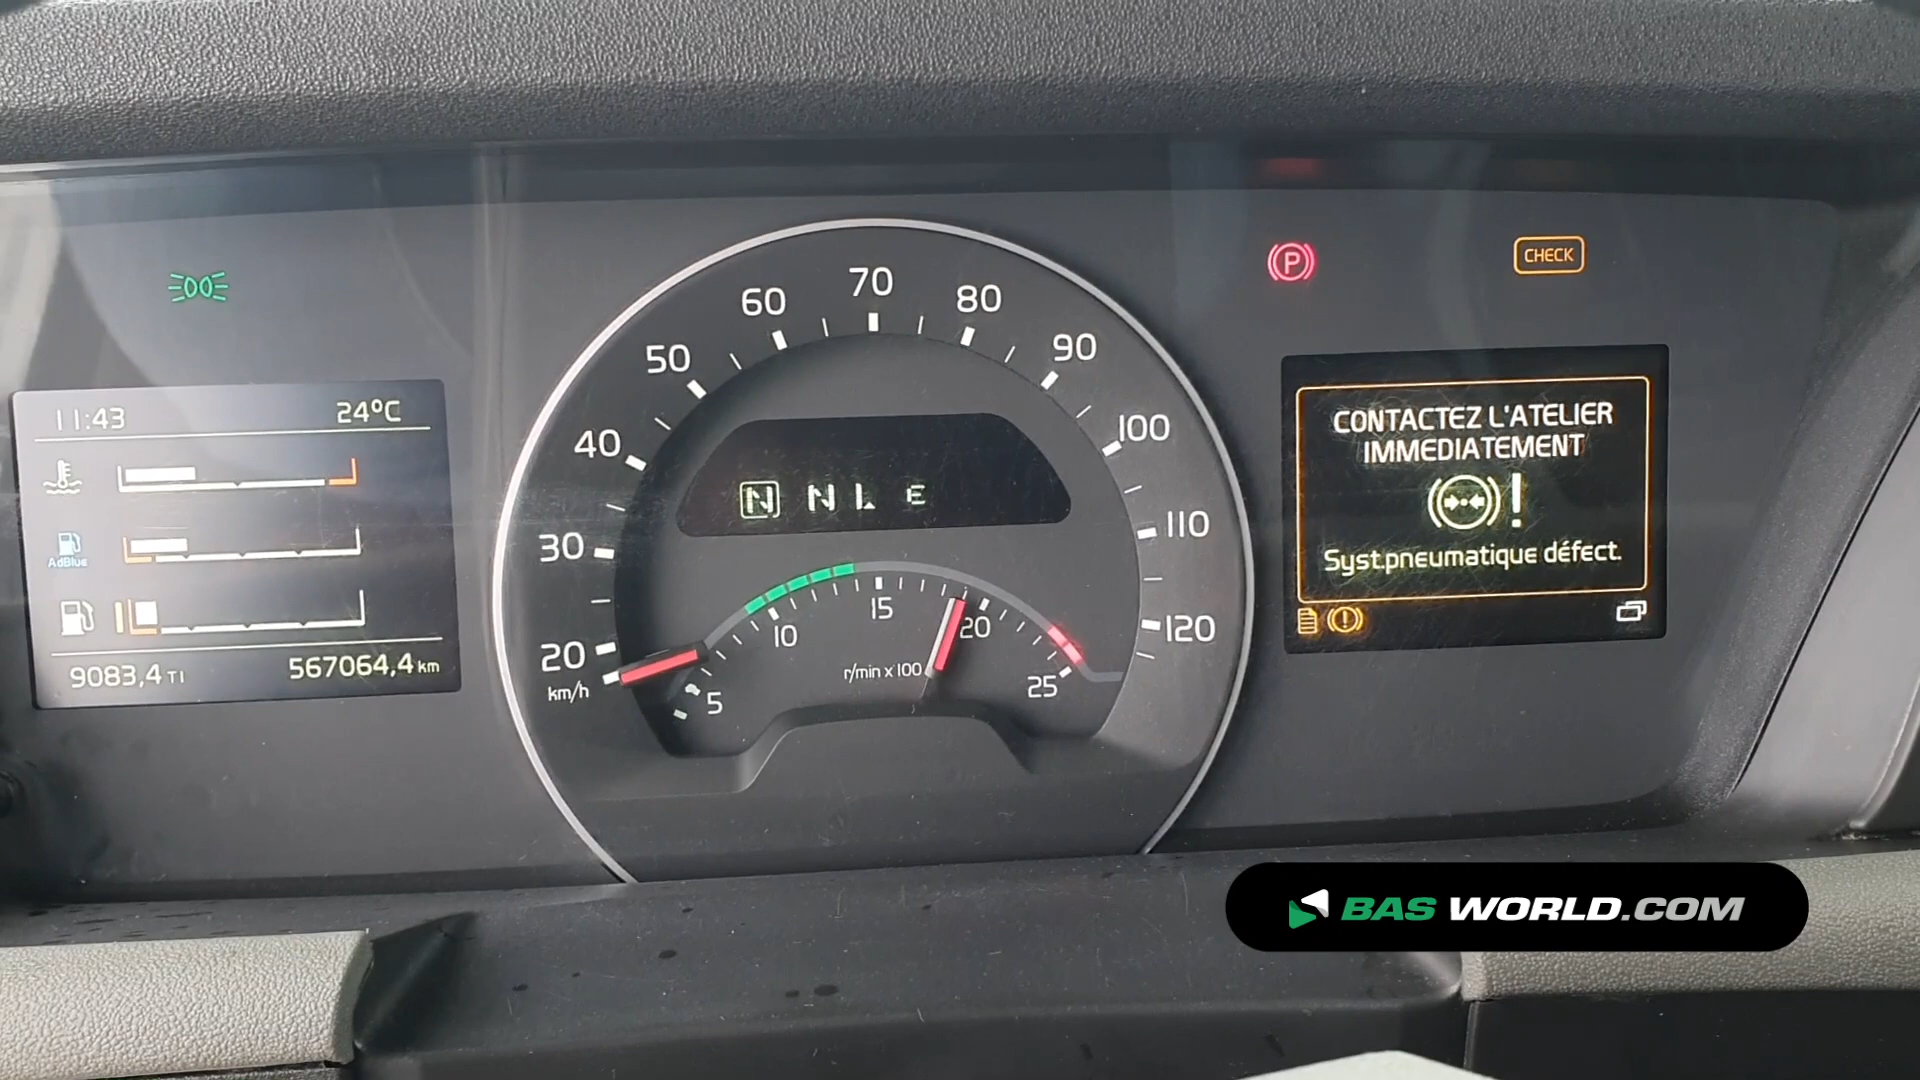 11:43 24°C
AdBlue
9083,4 TI 567064,4 km
20 30 40 50 60 70 80 90 100 110 120
km/h
N N L E
5 10 15 20 25
r/min x 100
P
CHECK
CONTACTEZ L'ATELIER
IMMEDIATEMENT
!
Syst.pneumatique défect.
BAS WORLD.COM